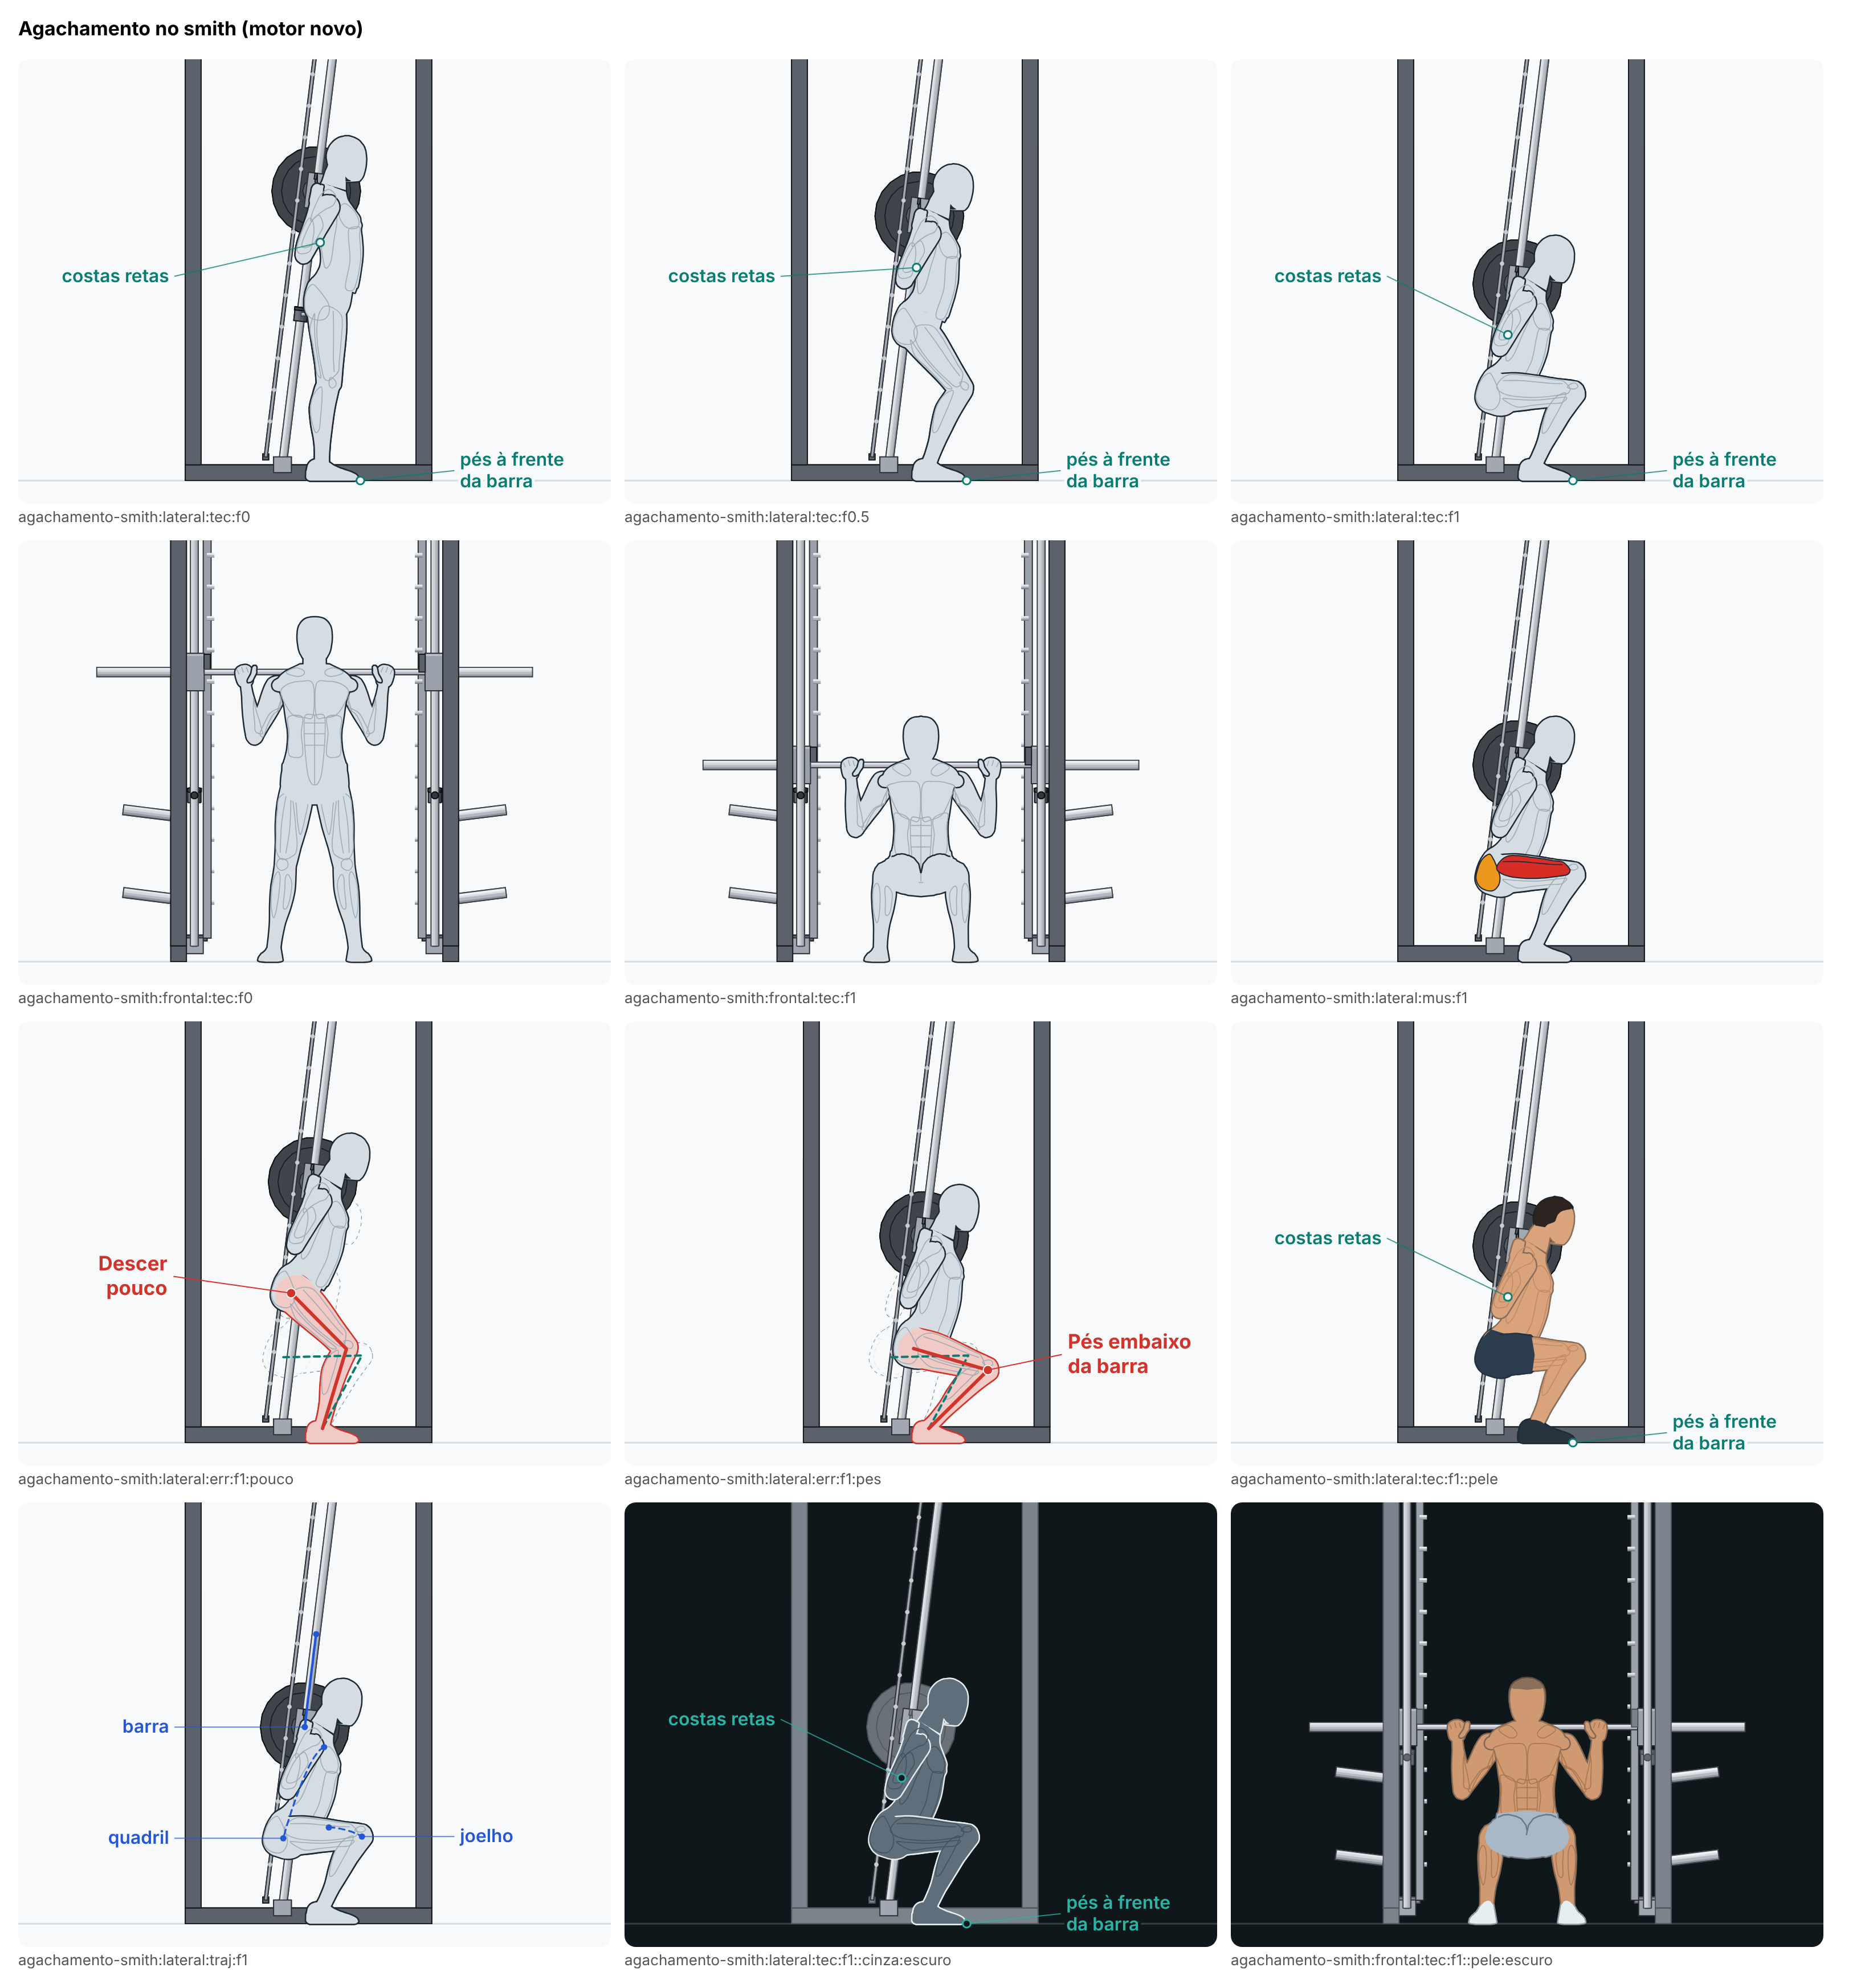 Agachamento no smith (motor novo)
costas retas
pés à frente
da barra
agachamento-smith:lateral:tec:f0
costas retas
pés à frente
da barra
agachamento-smith:lateral:tec:f0.5
costas retas
pés à frente
da barra
agachamento-smith:lateral:tec:f1
agachamento-smith:frontal:tec:f0
agachamento-smith:frontal:tec:f1
agachamento-smith:lateral:mus:f1
Descer
pouco
agachamento-smith:lateral:err:f1:pouco
Pés embaixo
da barra
agachamento-smith:lateral:err:f1:pes
costas retas
pés à frente
da barra
agachamento-smith:lateral:tec:f1::pele
barra
quadril
joelho
agachamento-smith:lateral:traj:f1
costas retas
pés à frente
da barra
agachamento-smith:lateral:tec:f1::cinza:escuro
agachamento-smith:frontal:tec:f1::pele:escuro